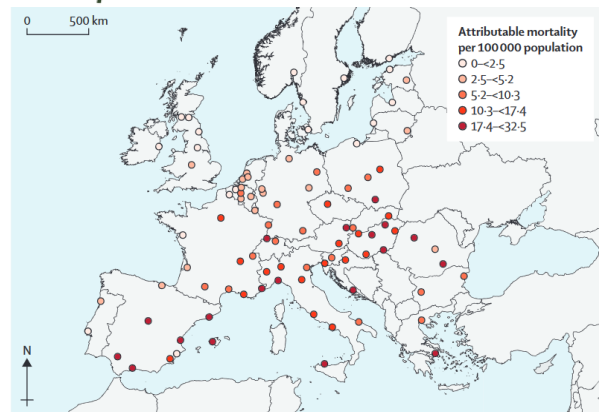 0 500 km
Attributable mortality
per 100 000 population
0–<2·5
2·5–<5·2
5·2–<10·3
10·3–<17·4
17·4–<32·5
N